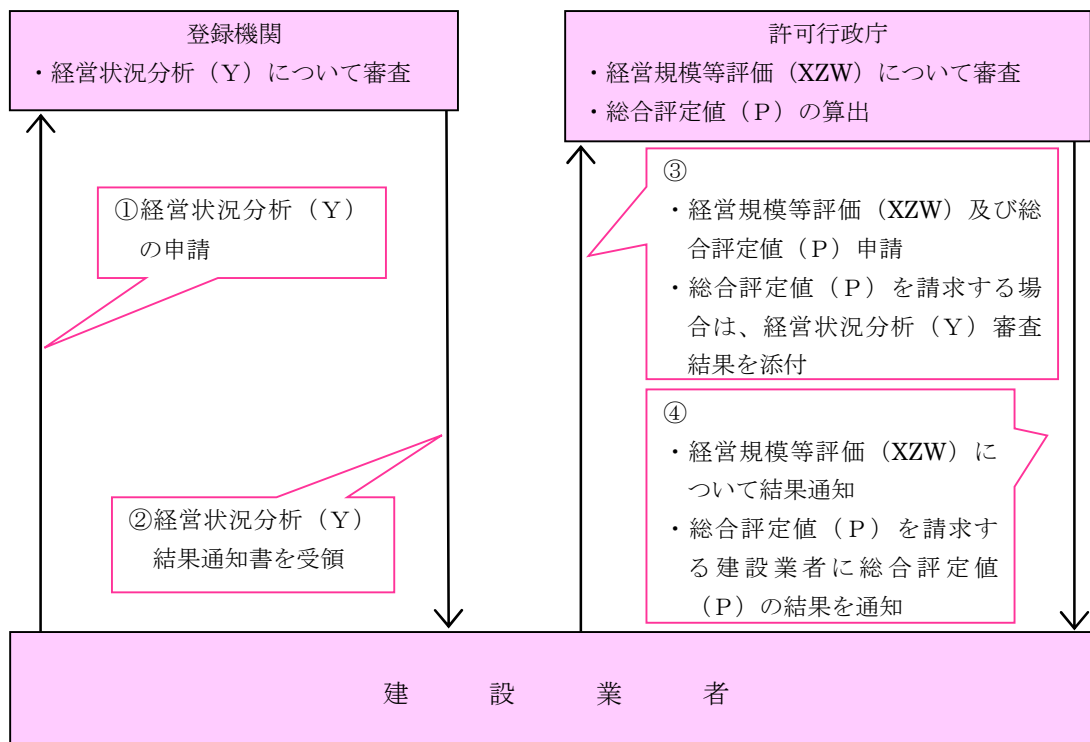 登録機関
・経営状況分析（Ｙ）について審査
許可行政庁
・経営規模等評価（XZW）について審査
・総合評定値（Ｐ）の算出
①経営状況分析（Ｙ）
の申請
②経営状況分析（Ｙ）
結果通知書を受領
③
・経営規模等評価（XZW）及び総
合評定値（Ｐ）申請
・総合評定値（Ｐ）を請求する場
合は、経営状況分析（Ｙ）審査
結果を添付
④
・経営規模等評価（XZW）に
ついて結果通知
・総合評定値（Ｐ）を請求す
る建設業者に総合評定値
（Ｐ）の結果を通知
建設業者